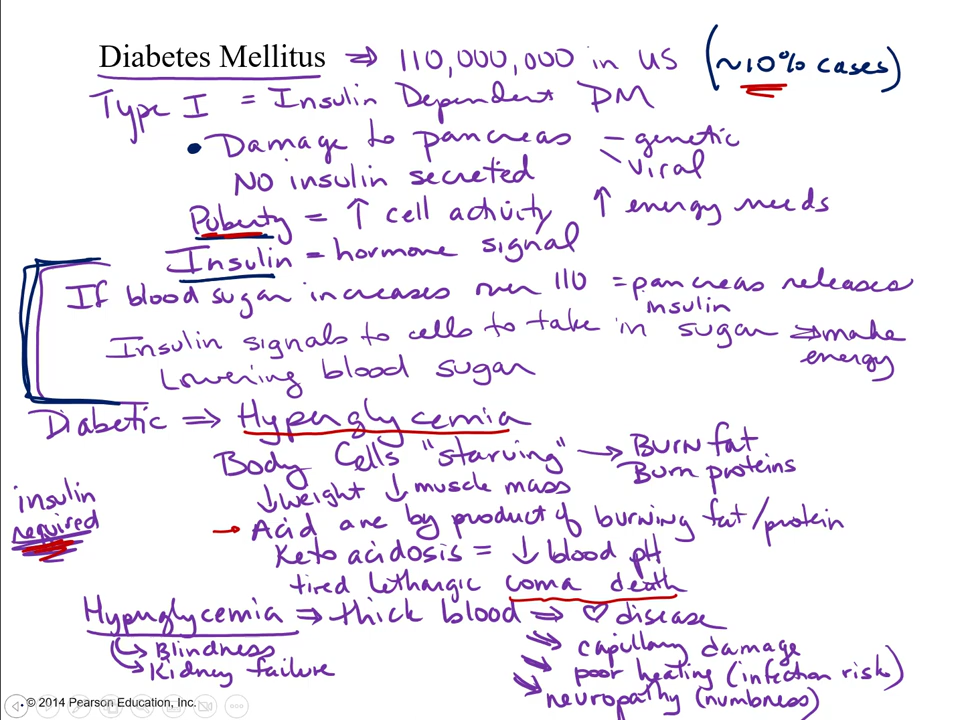 Diabetes Mellitus ⇒ 110,000,000 in US (~10% cases)
Type I = Insulin Dependent DM
• Damage to pancreas – genetic
\ viral
NO insulin secreted
Puberty = ↑ cell activity ↑ energy needs
Insulin = hormone signal
If blood sugar increases over 110 = pancreas releases
insulin
Insulin signals to cells to take in sugar ⇒ make
energy
Lowering blood sugar
Diabetic ⇒ Hyperglycemia
Body Cells "starving" → Burn fat
Burn proteins
↓ weight ↓ muscle mass
insulin
required
→ Acid are by product of burning fat/protein
Keto acidosis = ↓ blood pH
tired lethargic coma death
Hyperglycemia ⇒ thick blood ⇒ ♡ disease
↳ Blindness
↳ Kidney failure
⇒ capillary damage
⇒ poor healing (infection risk)
⇒ neuropathy (numbness)
© 2014 Pearson Education, Inc.